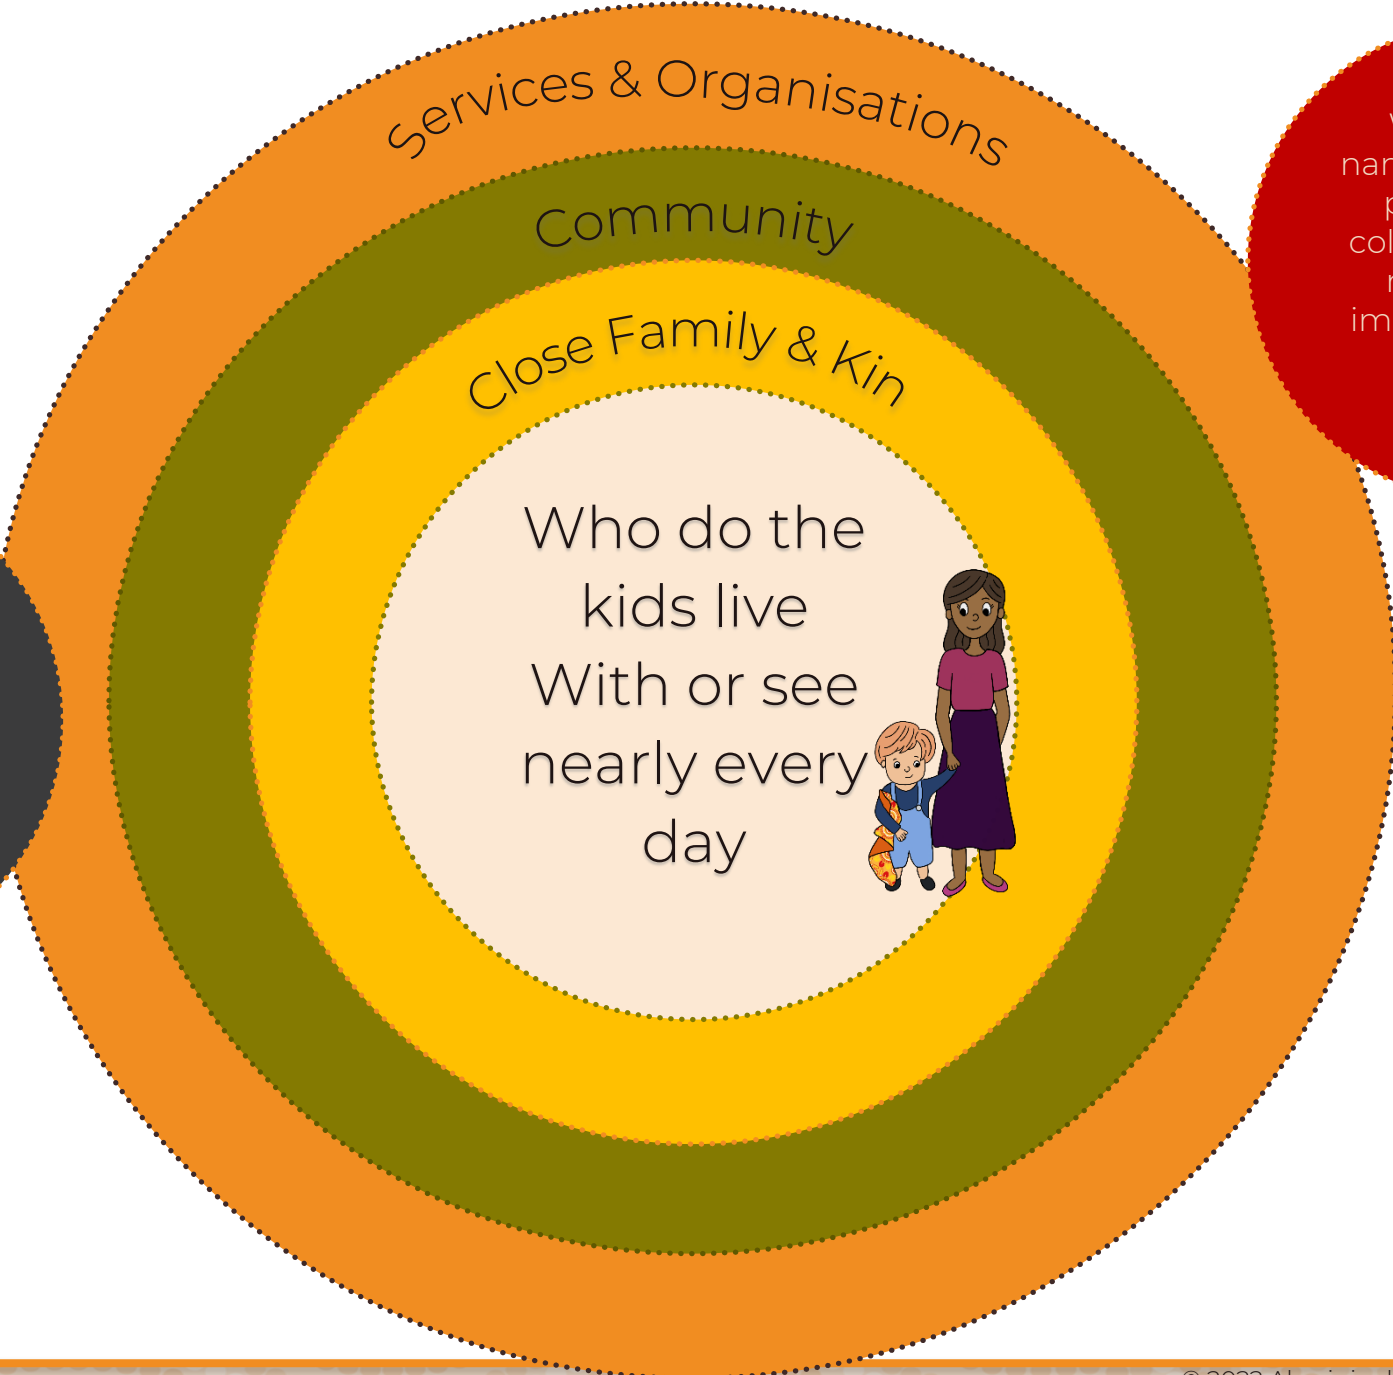 Services & Organisations
Community
Close Family & Kin
Who do the
kids live
With or see
nearly every
day